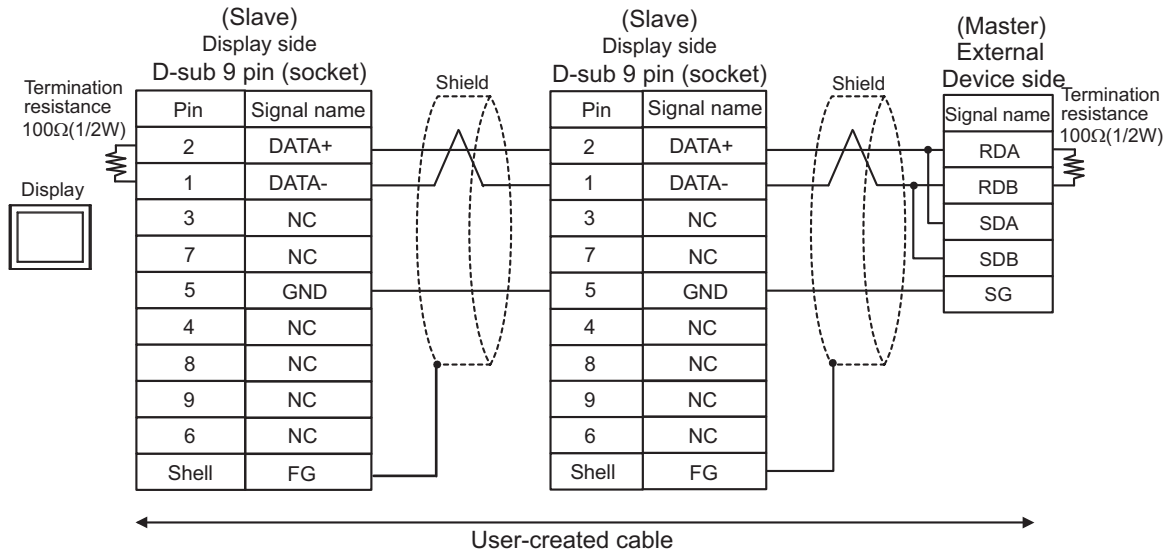 (Slave)
Display side
D-sub 9 pin (socket)
(Slave)
Display side
D-sub 9 pin (socket)
(Master)
External
Device side
Termination
resistance
100Ω(1/2W)
Shield
Shield
Termination
resistance
100Ω(1/2W)
Display
Pin Signal name
2 DATA+
1 DATA-
3 NC
7 NC
5 GND
4 NC
8 NC
9 NC
6 NC
Shell FG
Pin Signal name
2 DATA+
1 DATA-
3 NC
7 NC
5 GND
4 NC
8 NC
9 NC
6 NC
Shell FG
Signal name
RDA
RDB
SDA
SDB
SG
User-created cable